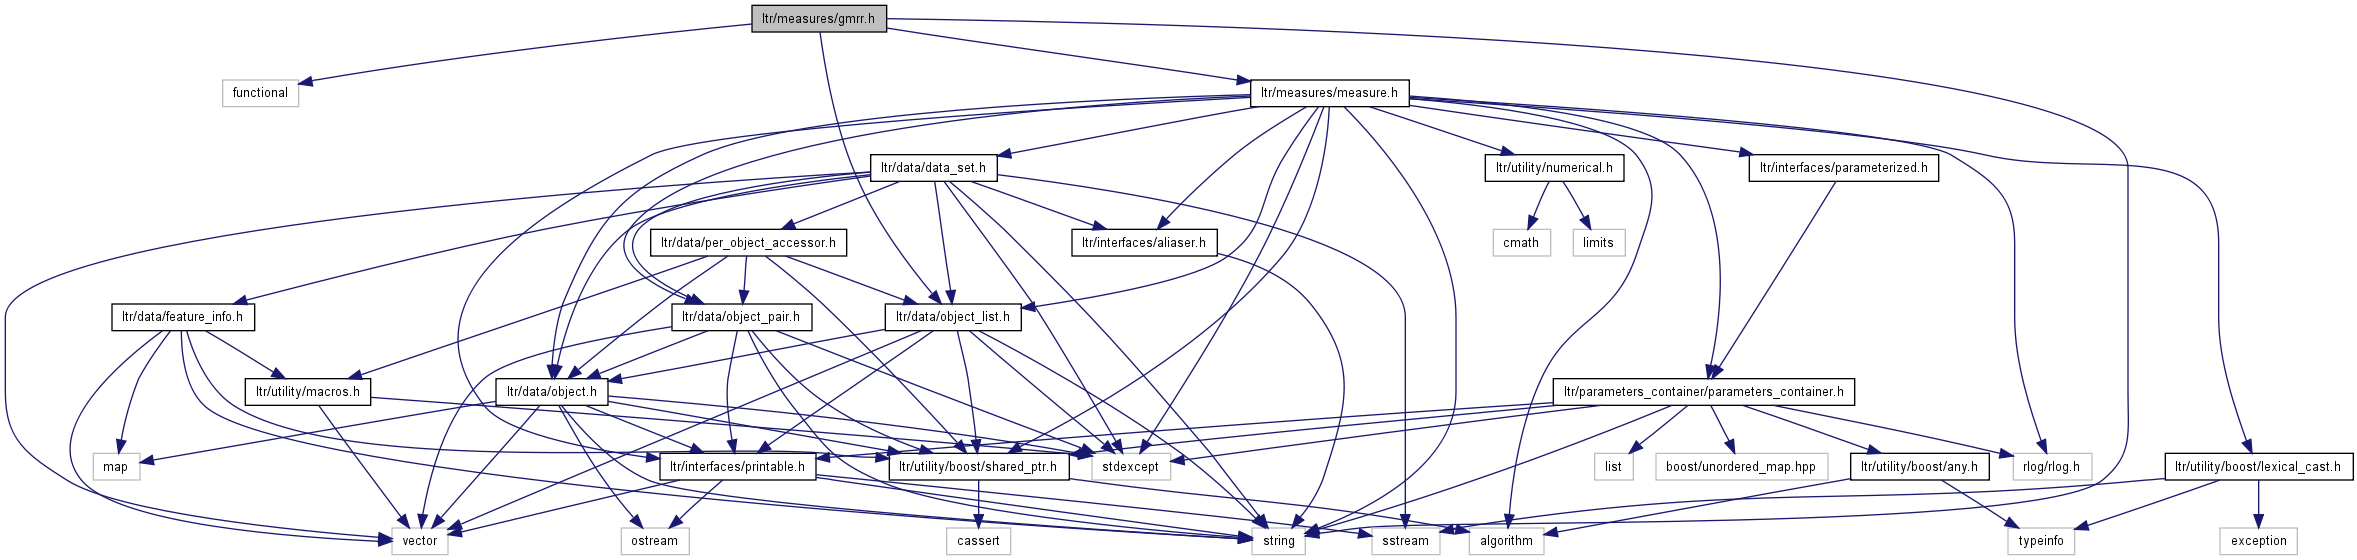 ltr/measures/gmrr.h
functional
ltr/measures/measure.h
ltr/data/data_set.h
ltr/utility/numerical.h
ltr/interfaces/parameterized.h
ltr/data/per_object_accessor.h
ltr/interfaces/aliaser.h
cmath
limits
ltr/data/feature_info.h
ltr/data/object_pair.h
ltr/data/object_list.h
ltr/utility/macros.h
ltr/data/object.h
ltr/parameters_container/parameters_container.h
map
ltr/interfaces/printable.h
ltr/utility/boost/shared_ptr.h
stdexcept
list
boost/unordered_map.hpp
ltr/utility/boost/any.h
rlog/rlog.h
ltr/utility/boost/lexical_cast.h
vector
ostream
cassert
string
sstream
algorithm
typeinfo
exception